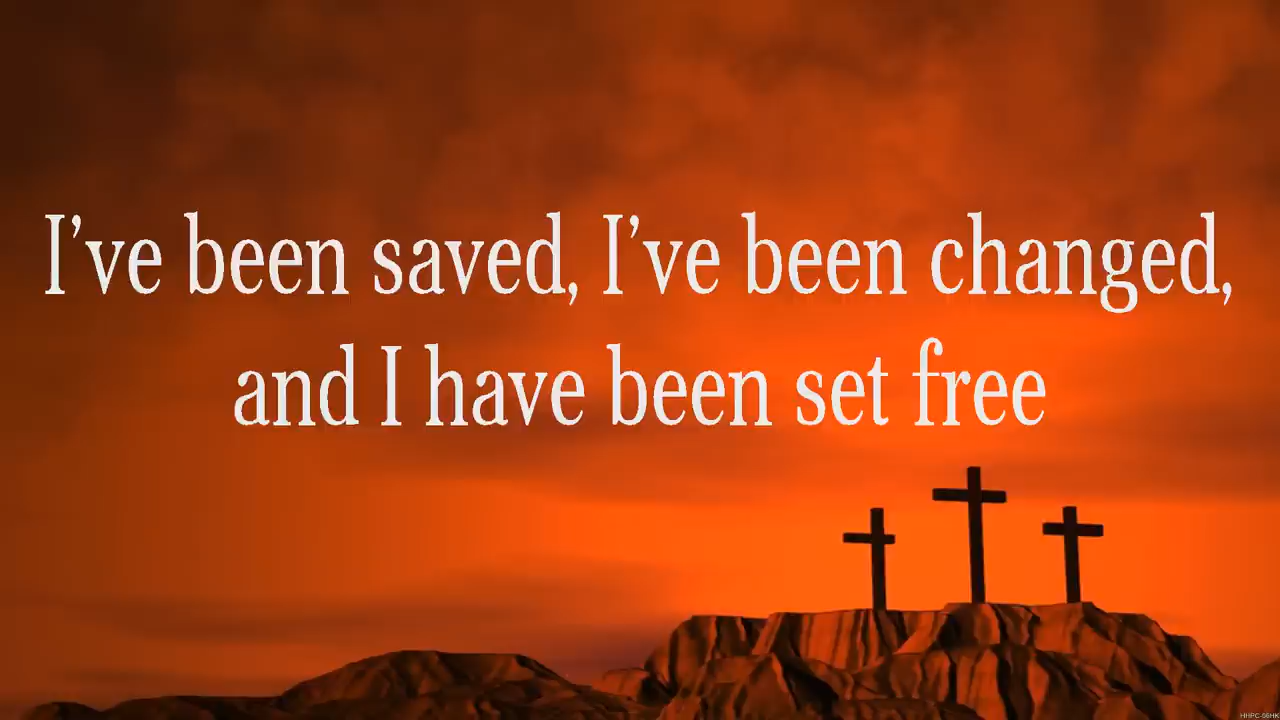 I’ve been saved, I’ve been changed,
and I have been set free